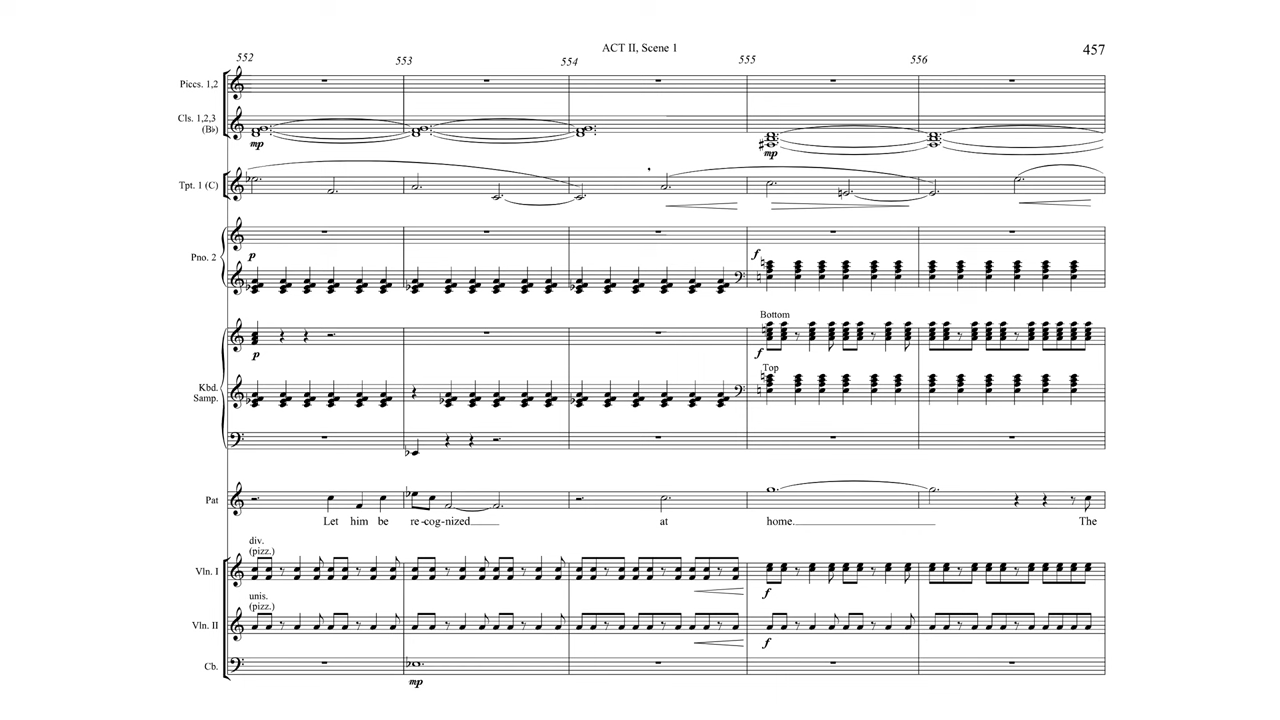 ACT II, Scene 1
457
552
553
554
555
556
Piccs. 1,2
Cls. 1,2,3
(B♭)
mp
mp
Tpt. 1 (C)
Pno. 2
p
f
Bottom
p
f
Top
Kbd.
Samp.
Pat
Let him be re-cog-nized at home. The
div.
(pizz.)
Vln. I
f
unis.
(pizz.)
Vln. II
f
Cb.
mp